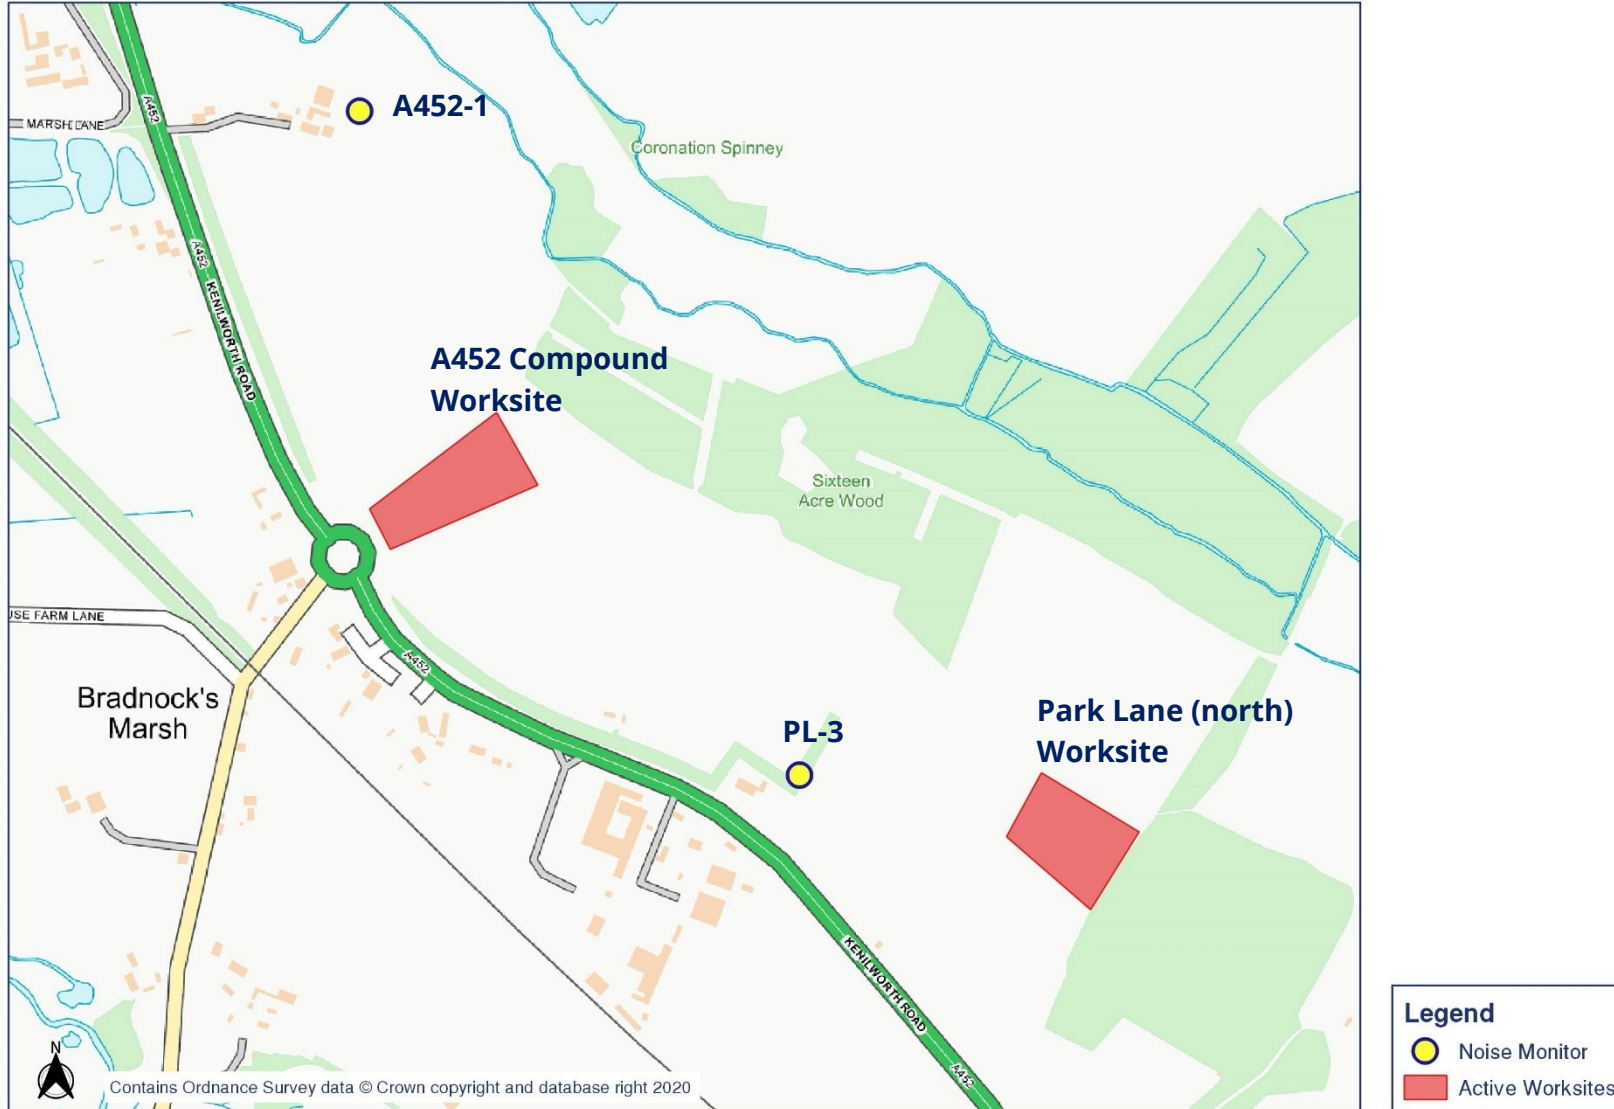 A452
A452-1
MARSH LANE
Coronation Spinney
A452
KENILWORTH ROAD
A452 Compound
Worksite
Sixteen
Acre Wood
USE FARM LANE
A452
Bradnock's
Marsh
Park Lane (north)
Worksite
PL-3
KENILWORTH ROAD
A452
N
Contains Ordnance Survey data © Crown copyright and database right 2020
Legend
Noise Monitor
Active Worksites